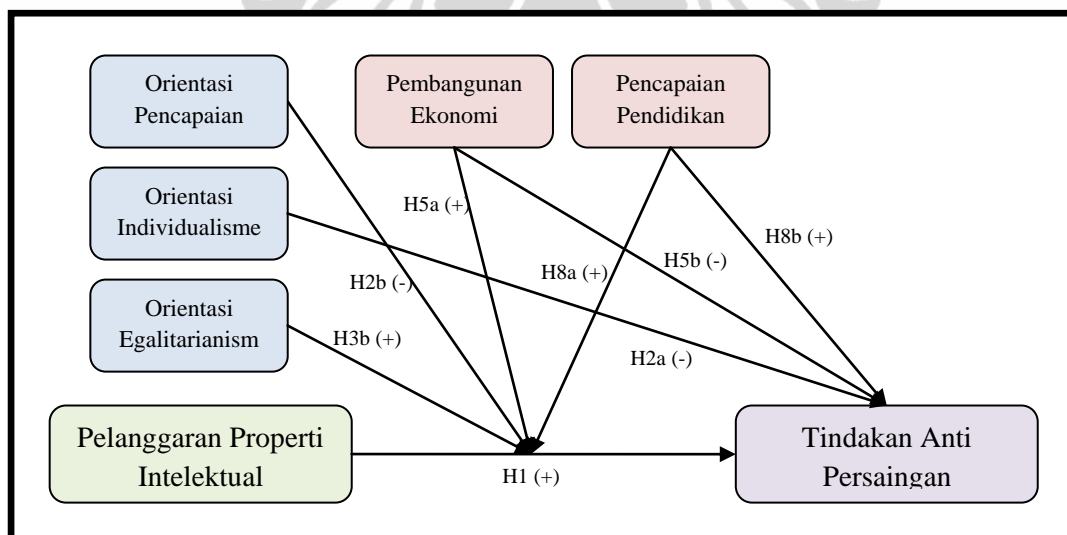 Orientasi
Pencapaian
Pembangunan
Ekonomi
Pencapaian
Pendidikan
Orientasi
Individualisme
H5a (+)
H8b (+)
H2b (-)
H8a (+)
H5b (-)
Orientasi
Egalitarianism
H3b (+)
H2a (-)
Pelanggaran Properti
Intelektual
H1 (+)
Tindakan Anti
Persaingan